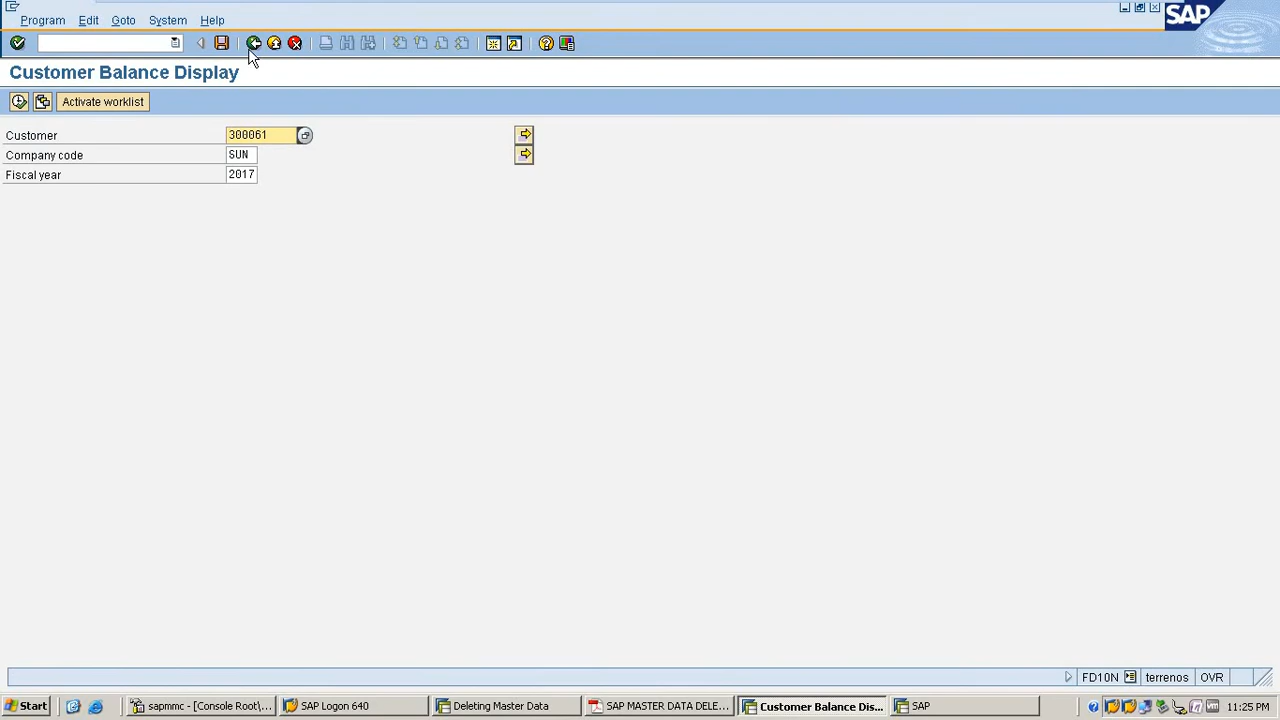 Program Edit Goto System Help
SAP
Customer Balance Display
Activate worklist
Customer 300061
Company code SUN
Fiscal year 2017
FD10N terrenos OVR
Start sapmmc - [Console Root\... SAP Logon 640 Deleting Master Data SAP MASTER DATA DELE... Customer Balance Dis... SAP 11:25 PM